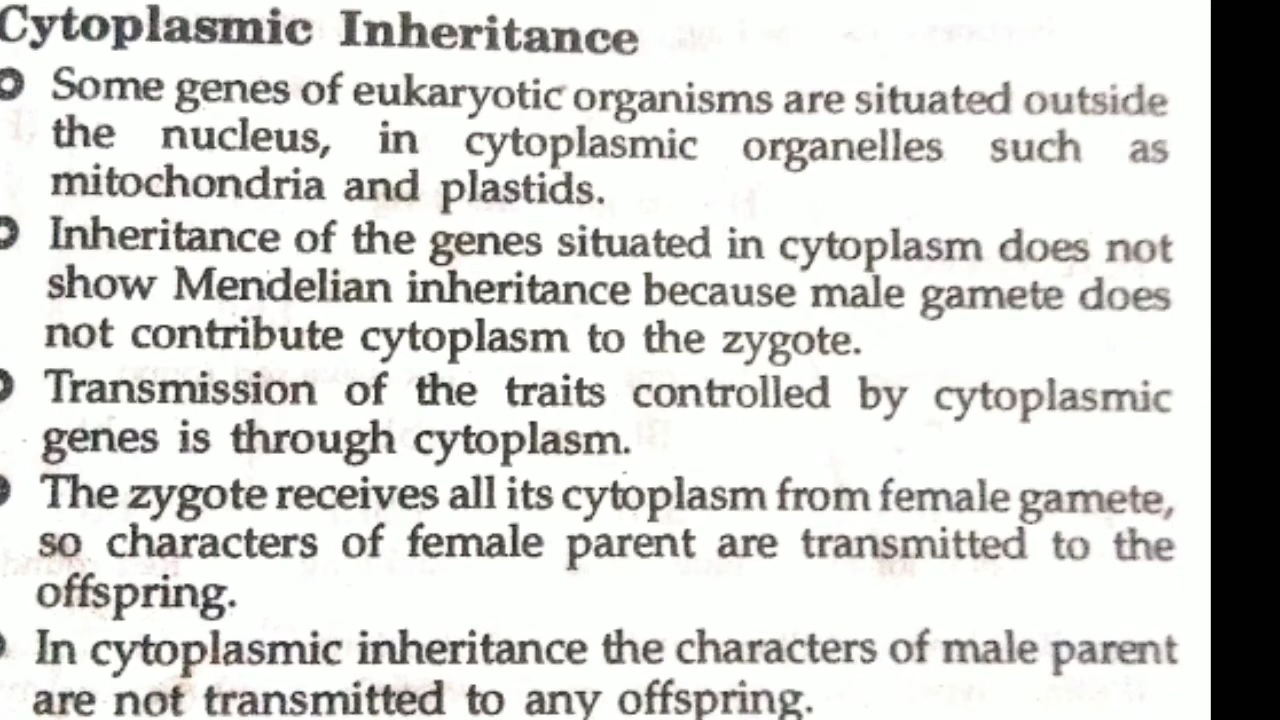 Cytoplasmic Inheritance
Some genes of eukaryotic organisms are situated outside
the nucleus, in cytoplasmic organelles such as
mitochondria and plastids.
Inheritance of the genes situated in cytoplasm does not
show Mendelian inheritance because male gamete does
not contribute cytoplasm to the zygote.
Transmission of the traits controlled by cytoplasmic
genes is through cytoplasm.
The zygote receives all its cytoplasm from female gamete,
so characters of female parent are transmitted to the
offspring.
In cytoplasmic inheritance the characters of male parent
are not transmitted to any offspring.